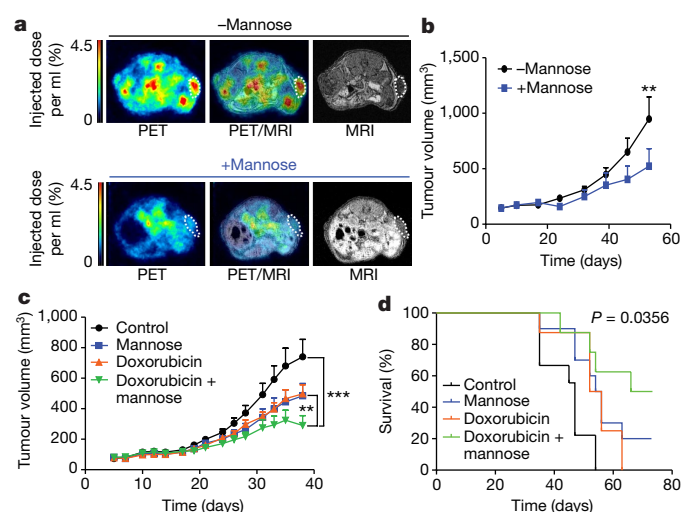 a
–Mannose
4.5
0
Injected dose
per ml (%)
PET
PET/MRI
MRI
+Mannose
4.5
0
Injected dose
per ml (%)
PET
PET/MRI
MRI
b
1,500
1,000
500
0
Tumour volume (mm³)
–Mannose
+Mannose
**
0
20
40
60
Time (days)
c
1,000
800
600
400
200
0
Tumour volume (mm³)
Control
Mannose
Doxorubicin
Doxorubicin +
mannose
***
**
0
10
20
30
40
Time (days)
d
100
80
60
40
20
0
Survival (%)
P = 0.0356
Control
Mannose
Doxorubicin
Doxorubicin +
mannose
0
20
40
60
80
Time (days)